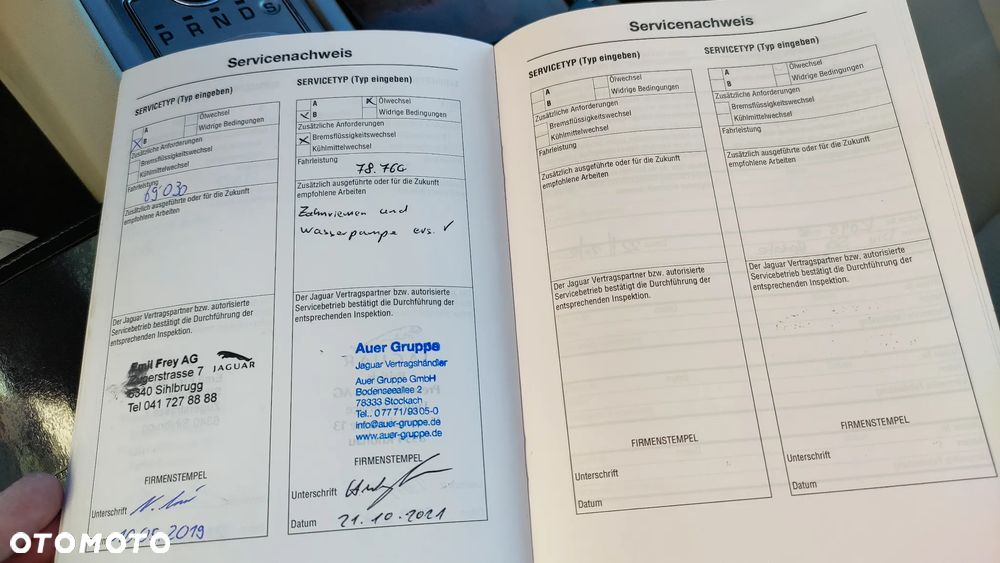 P R N D S
Servicenachweis
SERVICETYP (Typ eingeben)
A
B
Ölwechsel
Widrige Bedingungen
Zusätzliche Anforderungen
Bremsflüssigkeitswechsel
Kühlmittelwechsel
Fahrleistung
69.030
Zusätzlich ausgeführte oder für die Zukunft
empfohlene Arbeiten
Der Jaguar Vertragspartner bzw. autorisierte
Servicebetrieb bestätigt die Durchführung der
entsprechenden Inspektion.
Emil Frey AG
JAGUAR
Zugerstrasse 7
6340 Sihlbrugg
Tel 041 727 88 88
FIRMENSTEMPEL
Unterschrift
2019
SERVICETYP (Typ eingeben)
A
B
Ölwechsel
Widrige Bedingungen
Zusätzliche Anforderungen
Bremsflüssigkeitswechsel
Kühlmittelwechsel
Fahrleistung
78.766
Zusätzlich ausgeführte oder für die Zukunft
empfohlene Arbeiten
Zahnriemen und
Wasserpumpe ers. ✓
Der Jaguar Vertragspartner bzw. autorisierte
Servicebetrieb bestätigt die Durchführung der
entsprechenden Inspektion.
Auer Gruppe
Jaguar Vertragshändler
Auer Gruppe GmbH
Bodenseeallee 2
78333 Stockach
Tel.. 0 77 71/93 05-0
info@auer-gruppe.de
www.auer-gruppe.de
FIRMENSTEMPEL
Unterschrift
Datum 21.10.2021
Servicenachweis
SERVICETYP (Typ eingeben)
A
B
Ölwechsel
Widrige Bedingungen
Zusätzliche Anforderungen
Bremsflüssigkeitswechsel
Kühlmittelwechsel
Fahrleistung
Zusätzlich ausgeführte oder für die Zukunft
empfohlene Arbeiten
Der Jaguar Vertragspartner bzw. autorisierte
Servicebetrieb bestätigt die Durchführung der
entsprechenden Inspektion.
FIRMENSTEMPEL
Unterschrift
Datum
SERVICETYP (Typ eingeben)
A
B
Ölwechsel
Widrige Bedingungen
Zusätzliche Anforderungen
Bremsflüssigkeitswechsel
Kühlmittelwechsel
Fahrleistung
Zusätzlich ausgeführte oder für die Zukunft
empfohlene Arbeiten
Der Jaguar Vertragspartner bzw. autorisierte
Servicebetrieb bestätigt die Durchführung der
entsprechenden Inspektion.
FIRMENSTEMPEL
Unterschrift
Datum
OTOMOTO